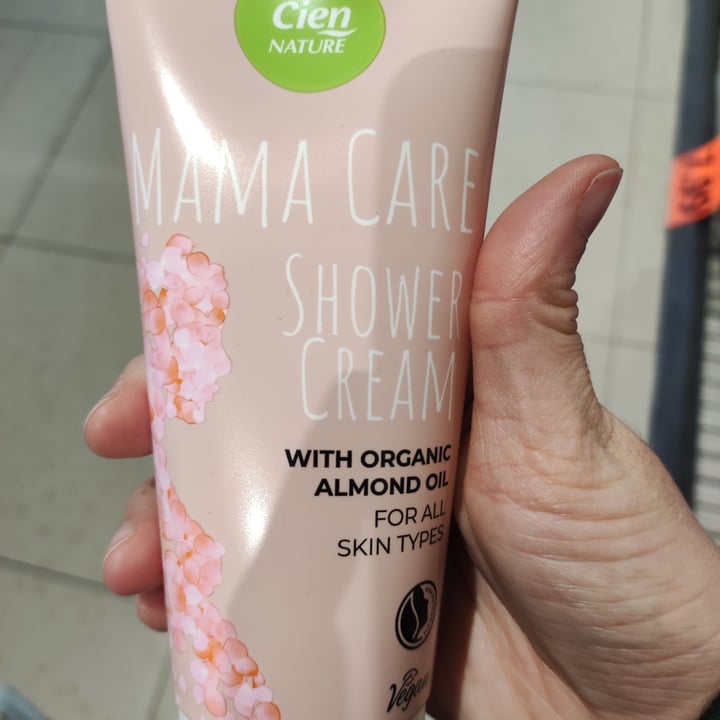 Cien
NATURE
MAMA CARE
SHOWER
CREAM
WITH ORGANIC
ALMOND OIL
FOR ALL
SKIN TYPES
Vegan